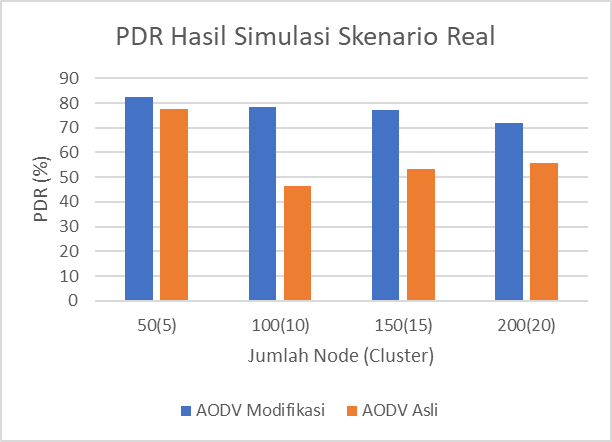 PDR Hasil Simulasi Skenario Real
90
80
70
60
50
40
30
20
10
0
PDR (%)
50(5) 100(10) 150(15) 200(20)
Jumlah Node (Cluster)
AODV Modifikasi AODV Asli